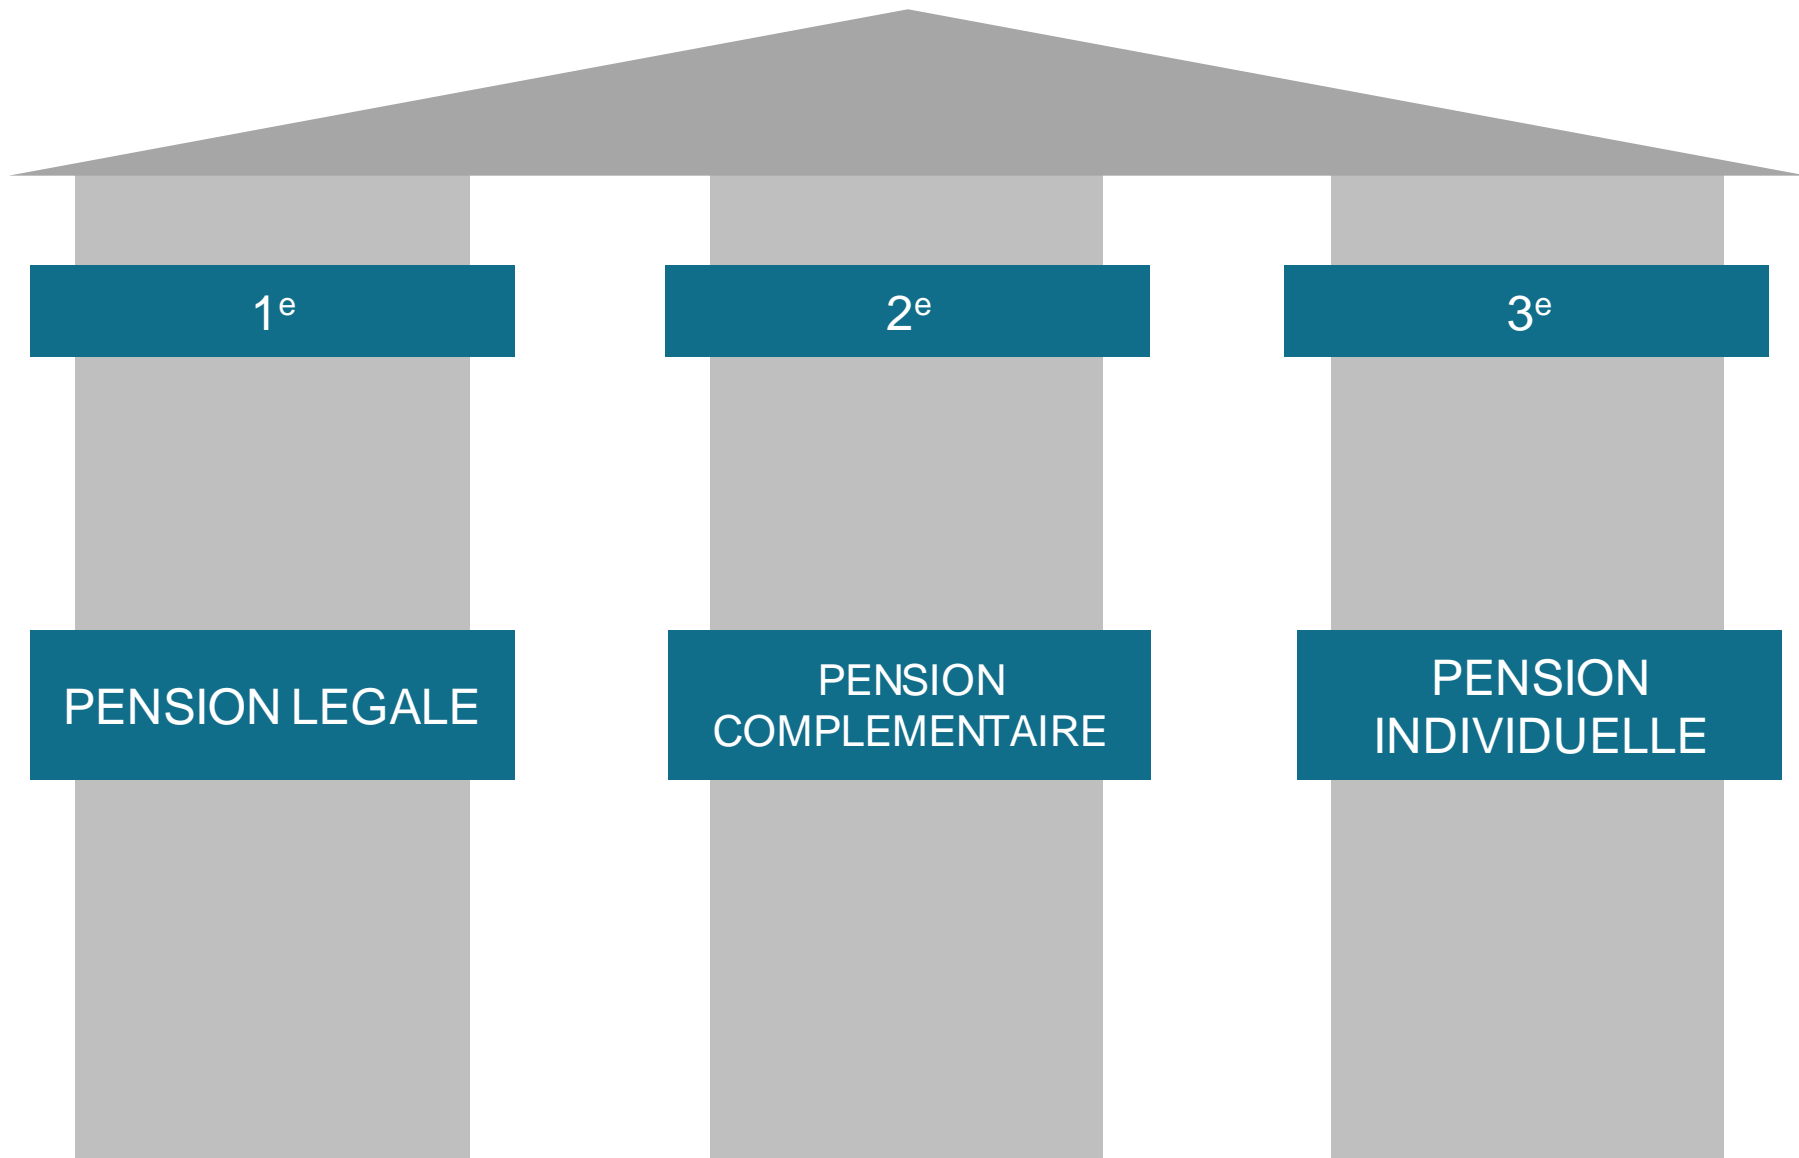 1ᵉ
2ᵉ
3ᵉ
PENSION LEGALE
PENSION
COMPLEMENTAIRE
PENSION
INDIVIDUELLE